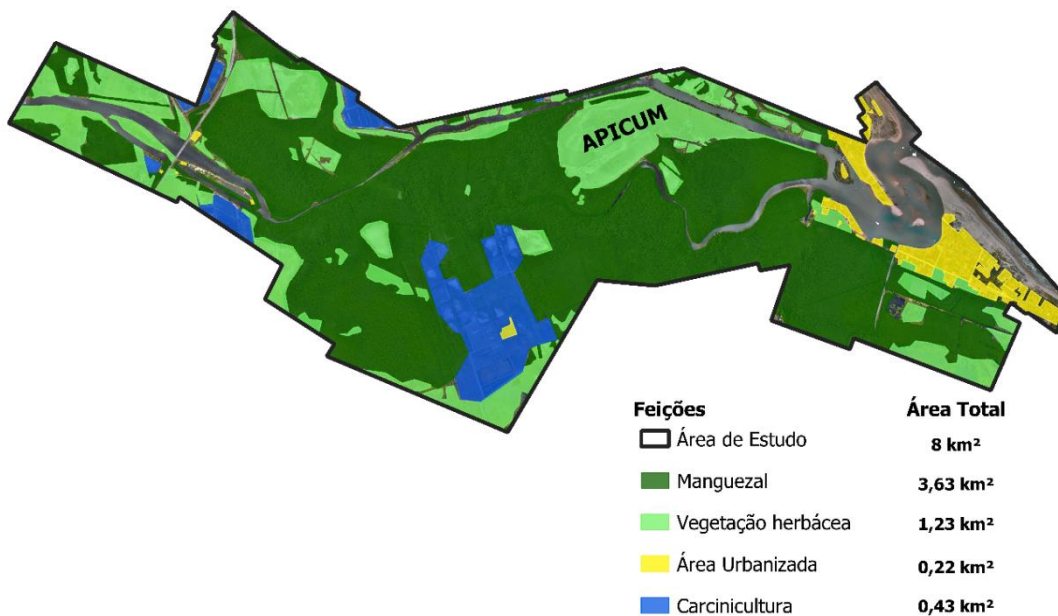 APICUM
Feições Área Total
Área de Estudo 8 km²
Manguezal 3,63 km²
Vegetação herbácea 1,23 km²
Área Urbanizada 0,22 km²
Carcinicultura 0,43 km²